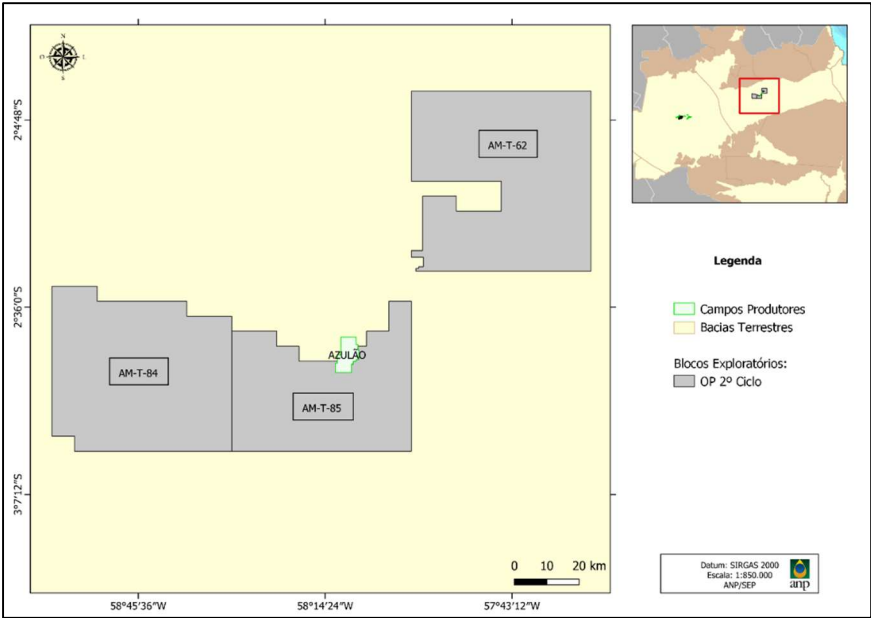 N
O
L
S
2°4'48"S
2°36'0"S
3°7'12"S
AM-T-62
AZULÃO
AM-T-84
AM-T-85
0 10 20 km
58°45'36"W
58°14'24"W
57°43'12"W
Legenda
Campos Produtores
Bacias Terrestres
Blocos Exploratórios:
OP 2º Ciclo
Datum: SIRGAS 2000
Escala: 1:850.000
ANP/SEP
anp